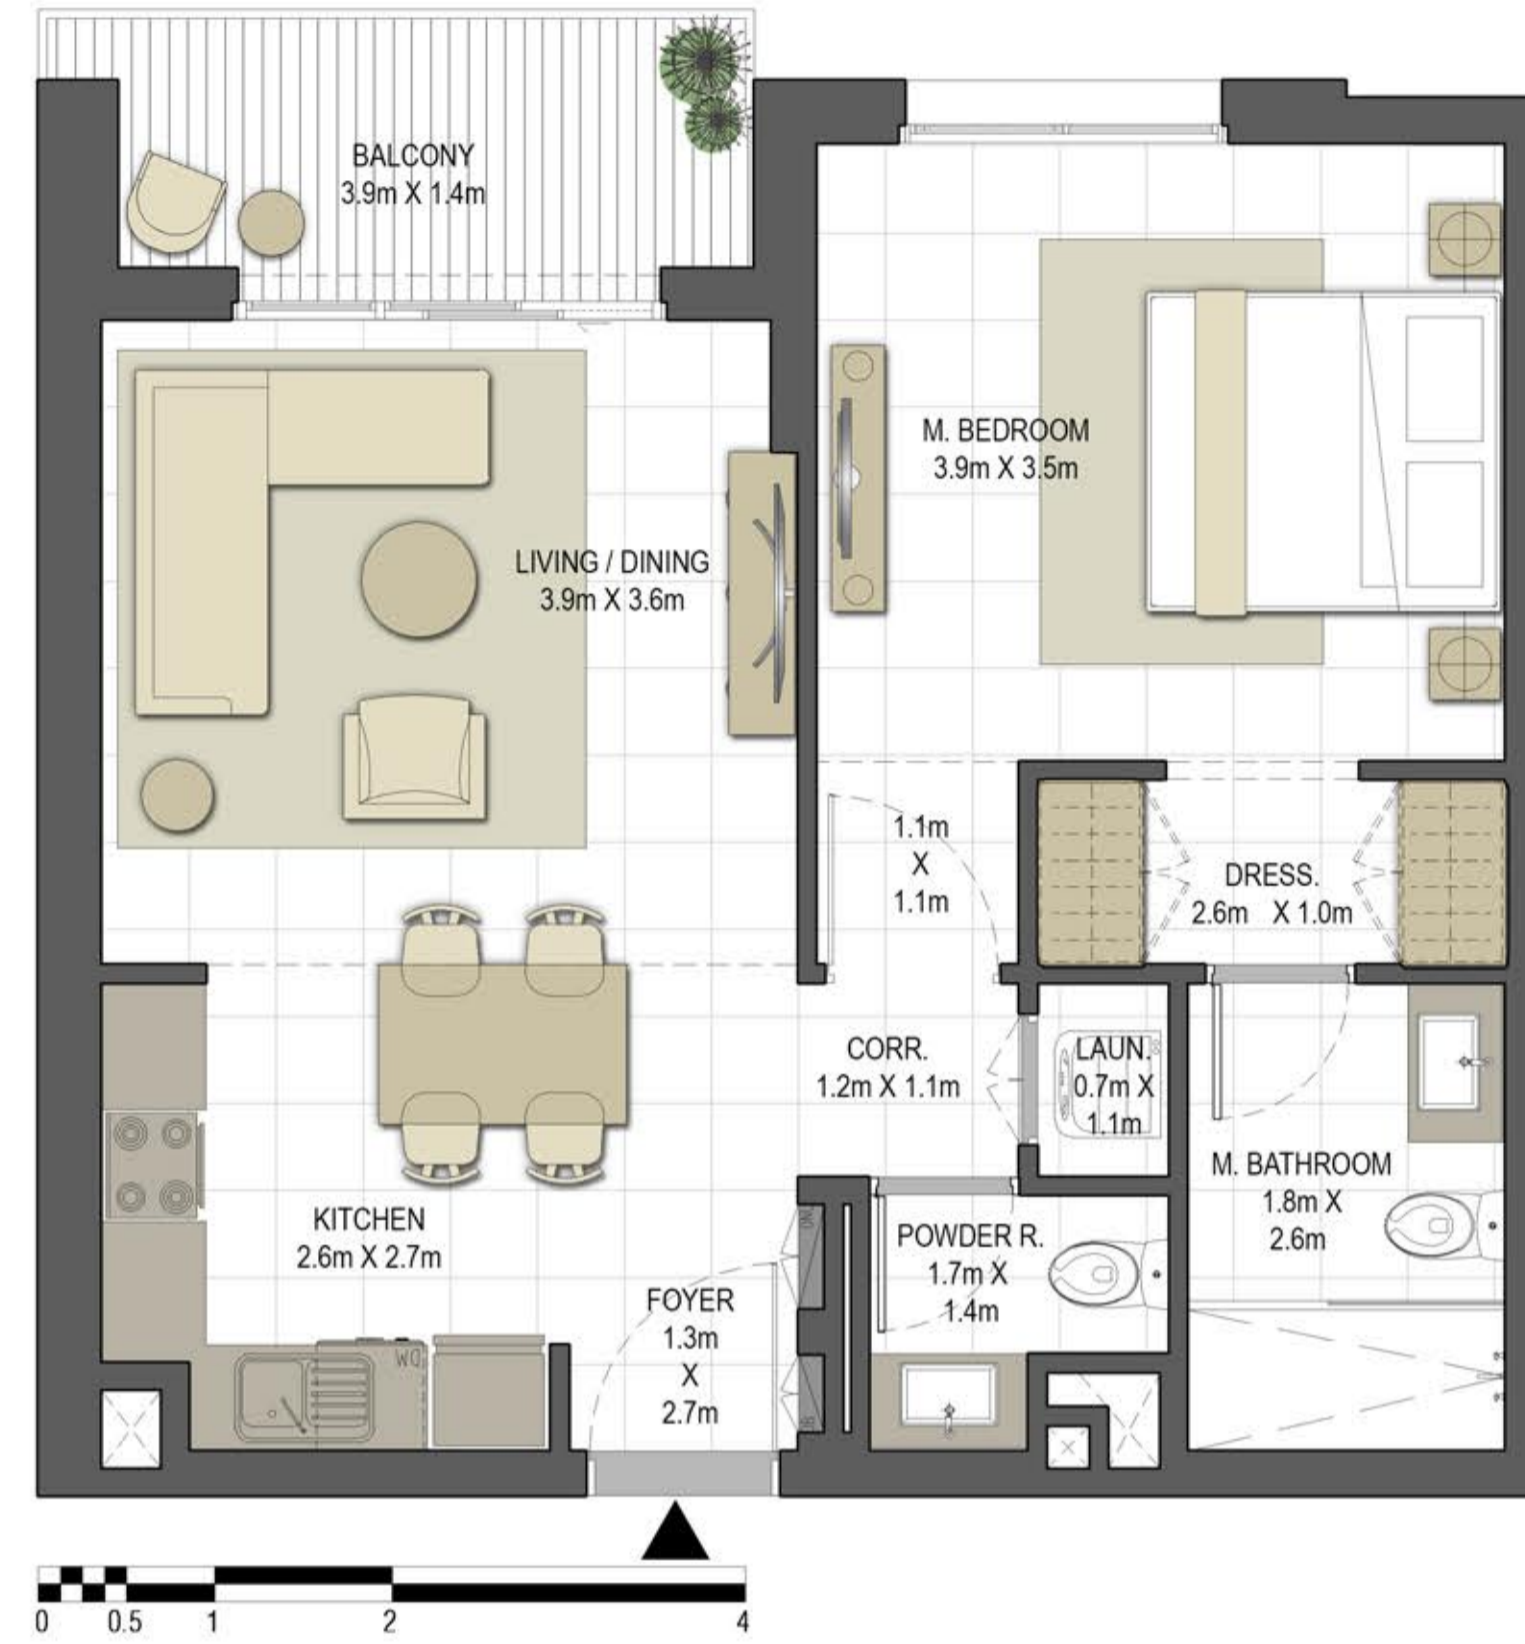 BALCONY
3.9m X 1.4m
M. BEDROOM
3.9m X 3.5m
LIVING / DINING
3.9m X 3.6m
1.1m
X
1.1m
DRESS.
2.6m X 1.0m
CORR.
1.2m X 1.1m
LAUN.
0.7m X
1.1m
M. BATHROOM
1.8m X
2.6m
KITCHEN
2.6m X 2.7m
POWDER R.
1.7m X
1.4m
FOYER
1.3m
X
2.7m
DW
0 0.5 1 2 4